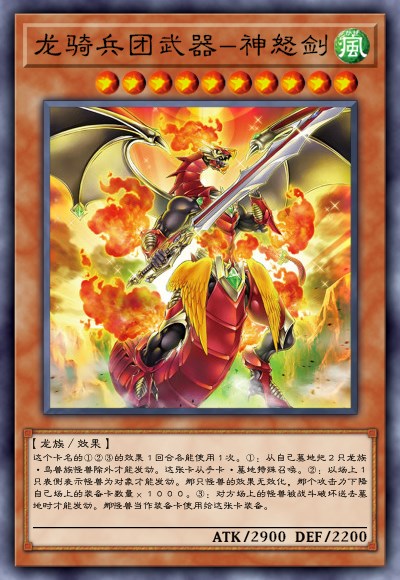 龙骑兵团武器-神怒剑
風
【龙族／效果】
这个卡名的①②③的效果1回合各能使用1次。①：从自己墓地把2只龙族
·鸟兽族怪兽除外才能发动。这张卡从手卡·墓地特殊召唤。②：以场上1
只表侧表示怪兽为对象才能发动。那只怪兽的效果无效化，那个攻击力下降
自己场上的装备卡数量×1000。③：对方场上的怪兽被战斗破坏送去墓
地时才能发动。那怪兽当作装备卡使用给这张卡装备。
ATK/2900 DEF/2200